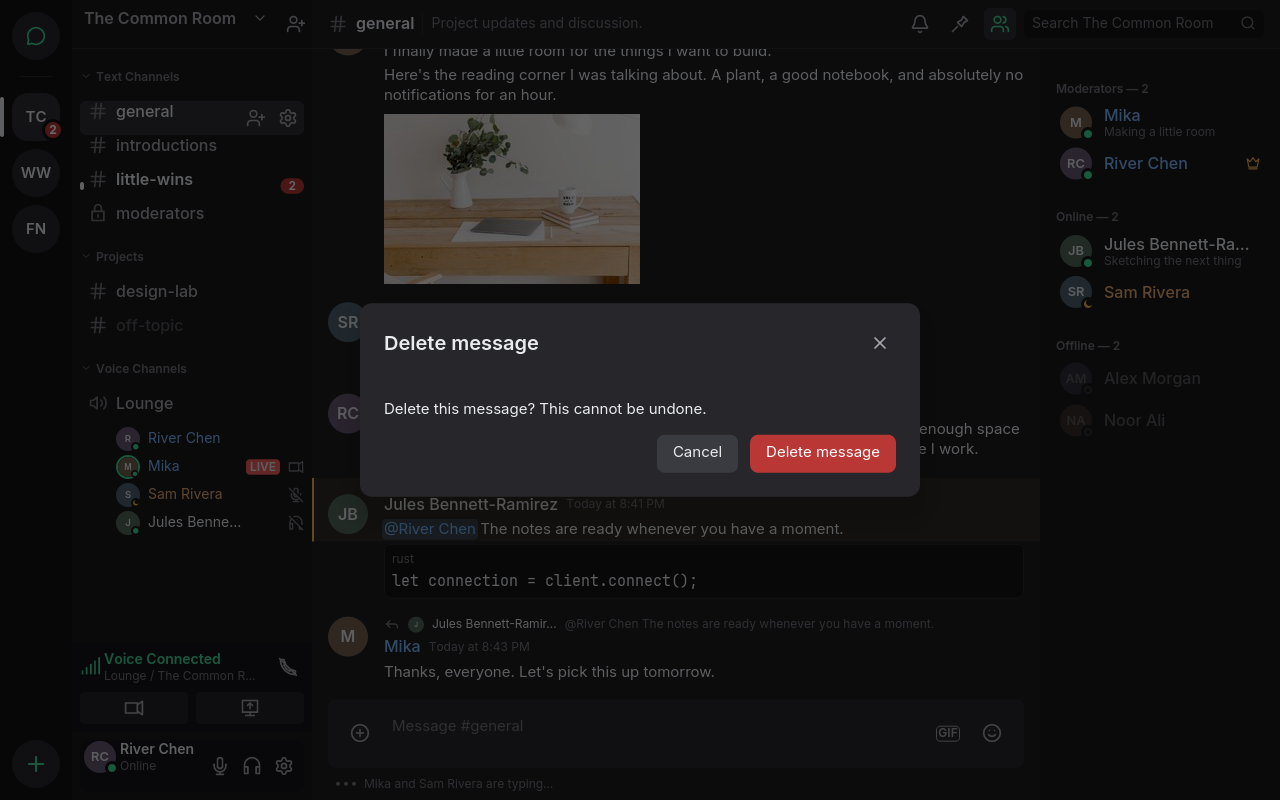 The Common Room
# general
Project updates and discussion.
Search The Common Room
TC
2
WW
FN
Text Channels
# general
# introductions
# little-wins
2
moderators
Projects
# design-lab
# off-topic
Voice Channels
Lounge
R
River Chen
M
Mika
LIVE
S
Sam Rivera
J
Jules Benne...
Voice Connected
Lounge / The Common R...
RC
River Chen
Online
I finally made a little room for the things I want to build.
Here's the reading corner I was talking about. A plant, a good notebook, and absolutely no
notifications for an hour.
SR
RC
enough space
e I work.
Delete message
Delete this message? This cannot be undone.
Cancel
Delete message
JB
Jules Bennett-Ramirez Today at 8:41 PM
@River Chen The notes are ready whenever you have a moment.
rust
let connection = client.connect();
J
Jules Bennett-Ramir... @River Chen The notes are ready whenever you have a moment.
M
Mika Today at 8:43 PM
Thanks, everyone. Let's pick this up tomorrow.
Message #general
GIF
Mika and Sam Rivera are typing...
Moderators — 2
M
Mika
Making a little room
RC
River Chen
Online — 2
JB
Jules Bennett-Ra...
Sketching the next thing
SR
Sam Rivera
Offline — 2
AM
Alex Morgan
NA
Noor Ali